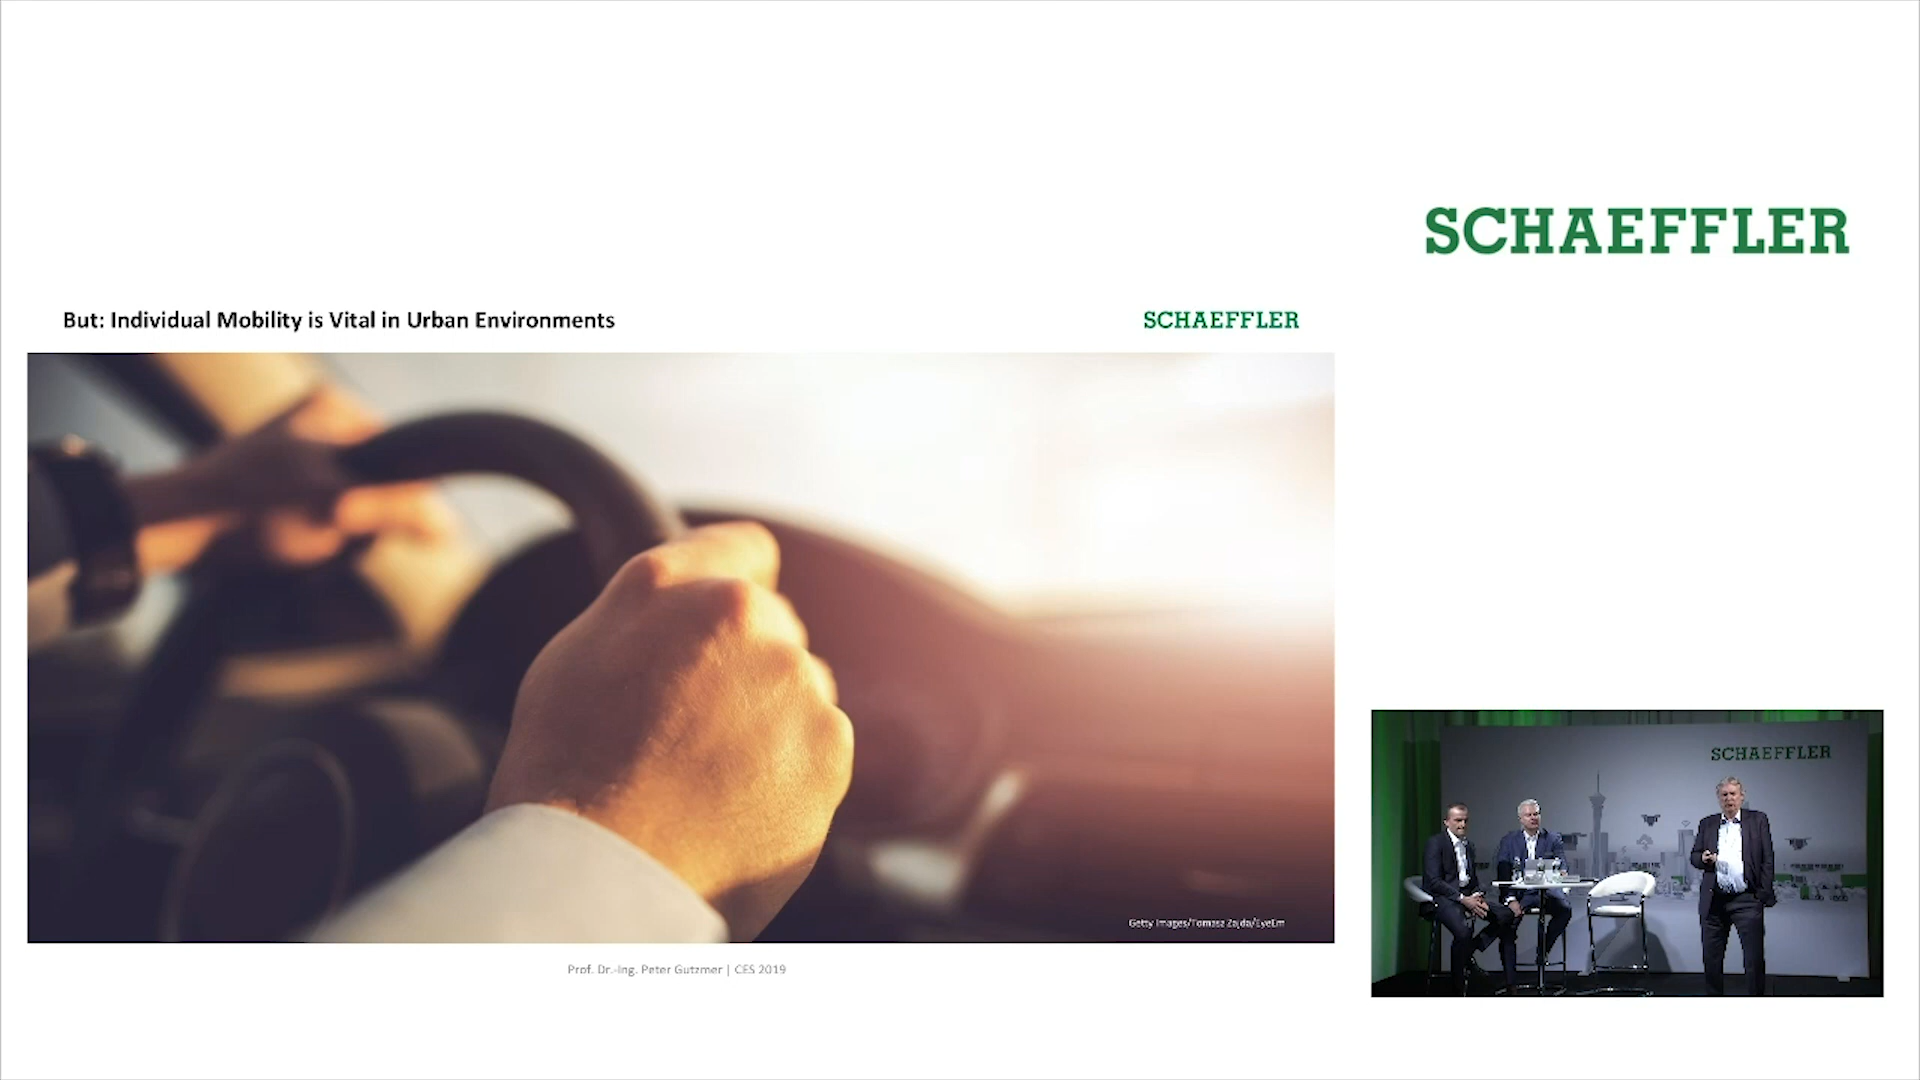 SCHAEFFLER
But: Individual Mobility is Vital in Urban Environments
SCHAEFFLER
Getty Images/Tomasz Zajda/EyeEm
Prof. Dr.-Ing. Peter Gutzmer | CES 2019
SCHAEFFLER